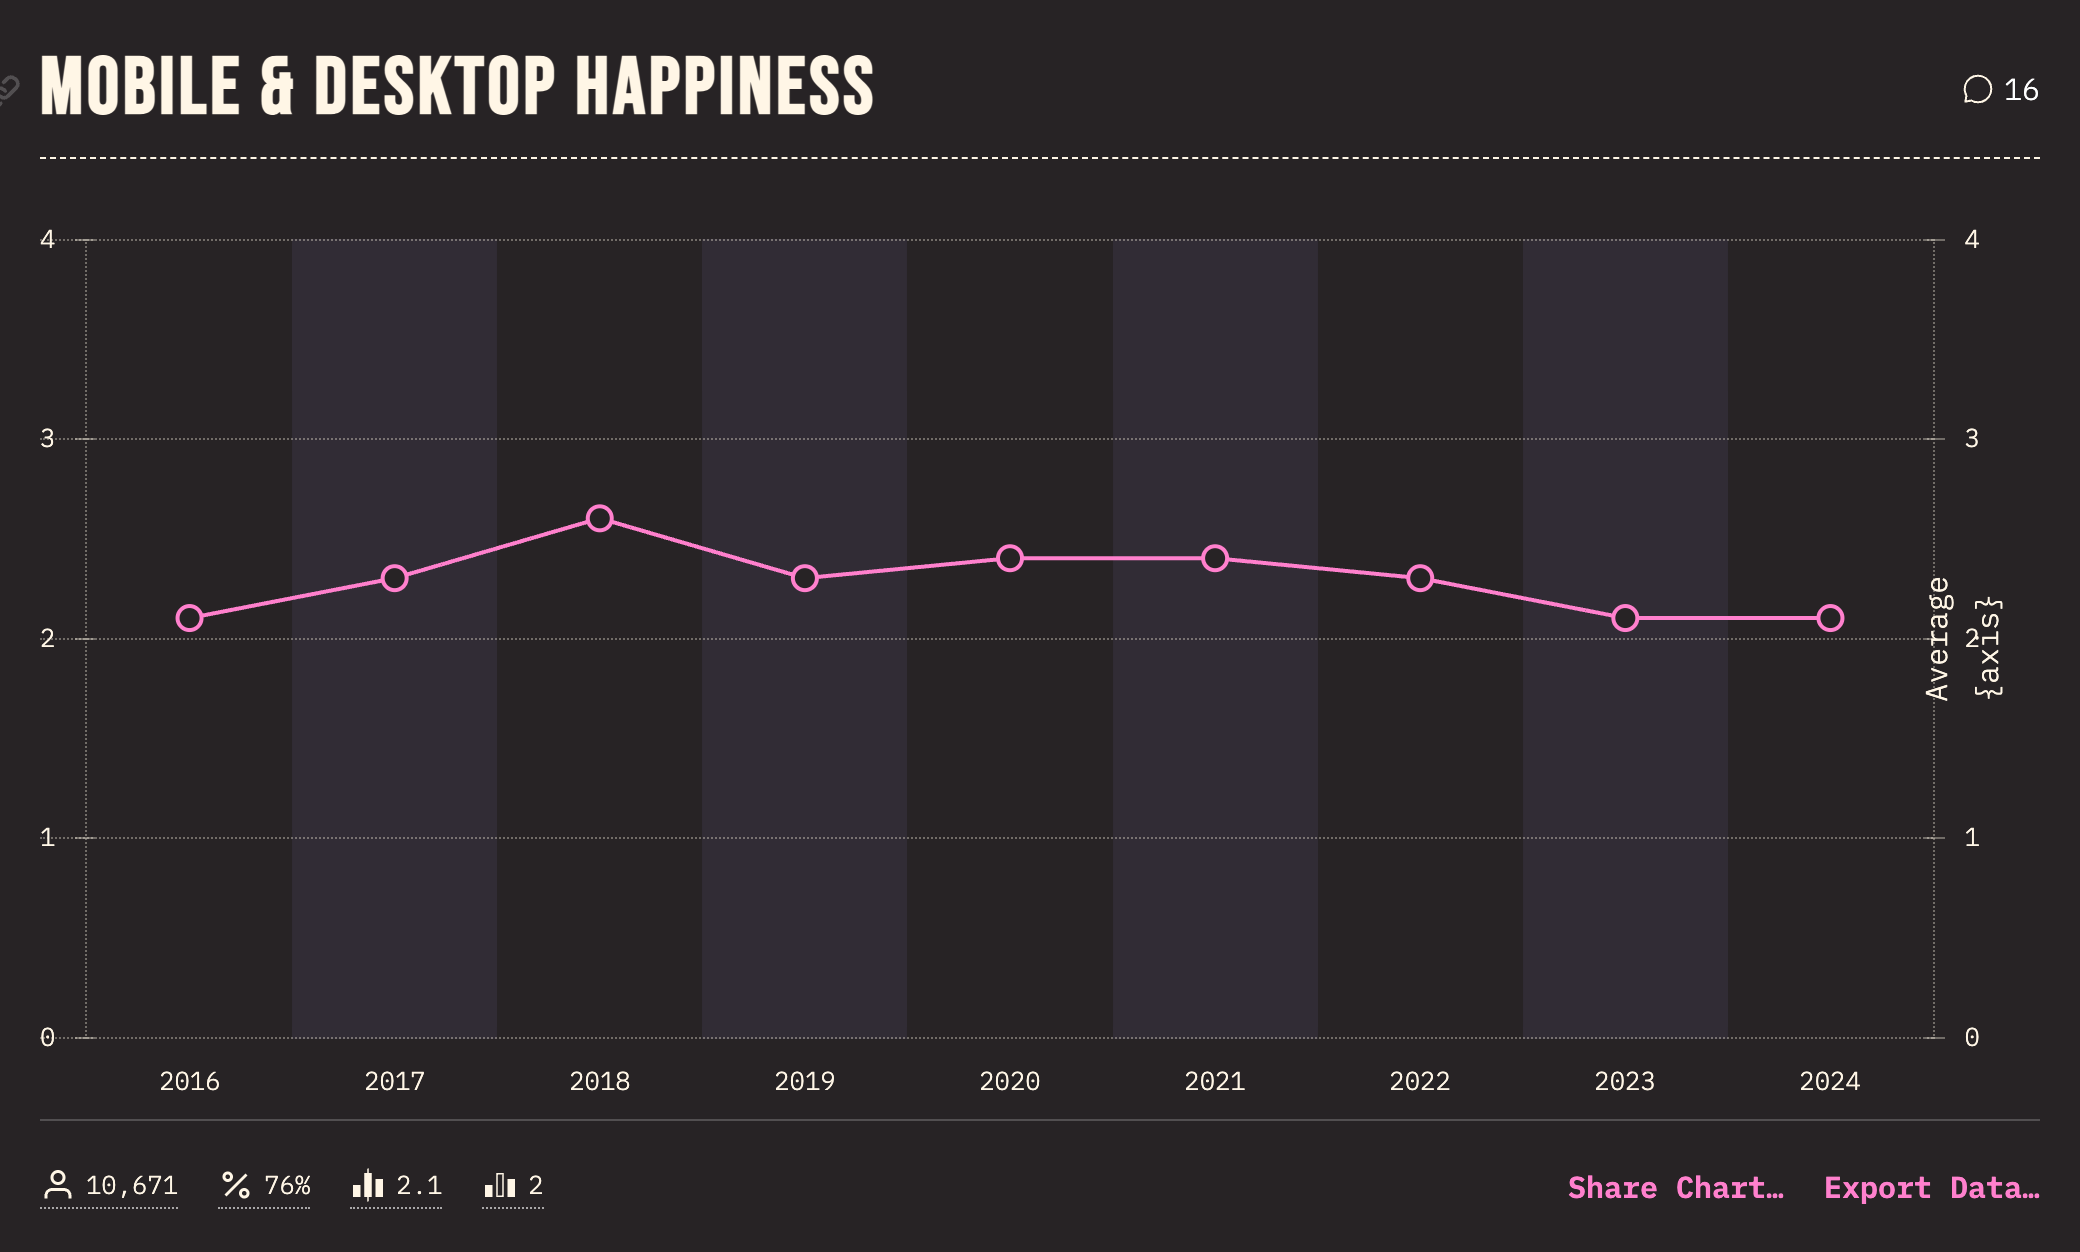 MOBILE & DESKTOP HAPPINESS
16
4
4
3
3
2
2
1
1
0
0
Average
{axis}
2016 2017 2018 2019 2020 2021 2022 2023 2024
10,671 76% 2.1 2
Share Chart… Export Data…